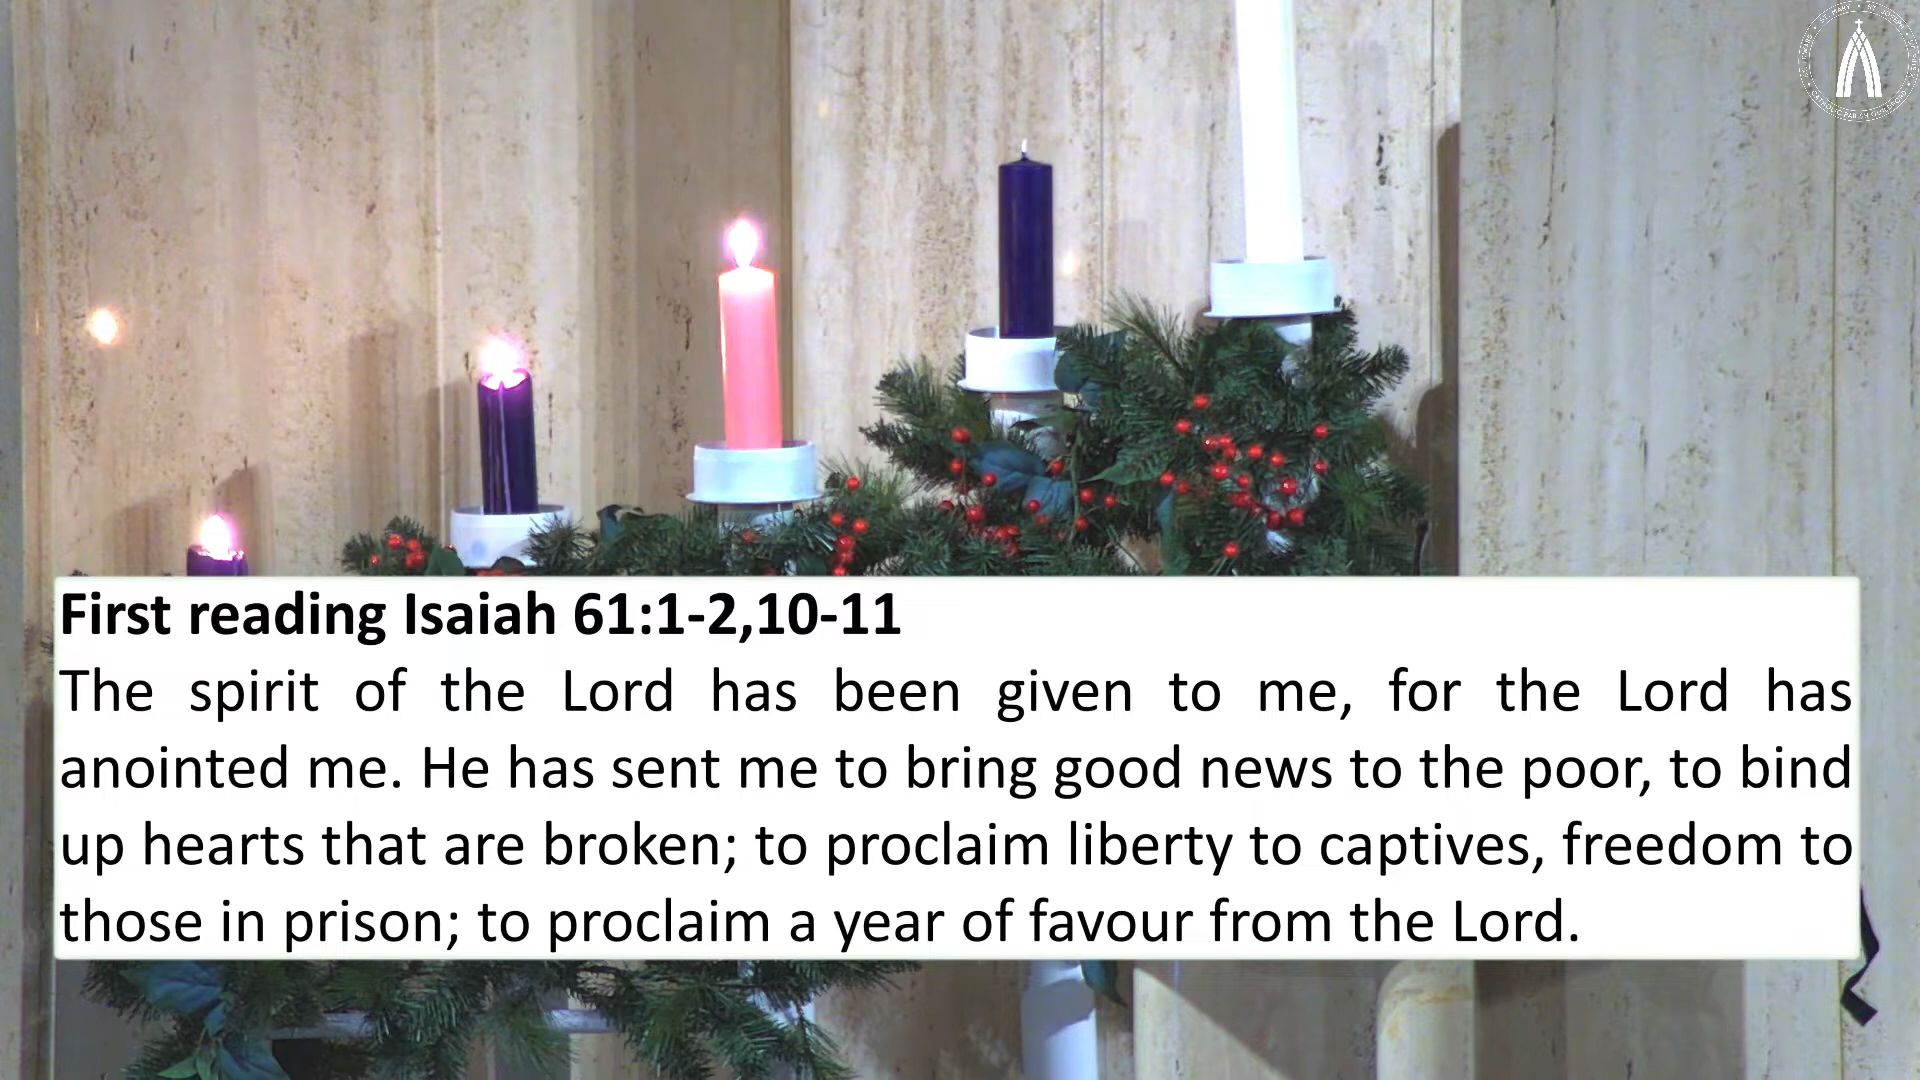 First reading Isaiah 61:1-2,10-11
The spirit of the Lord has been given to me, for the Lord has
anointed me. He has sent me to bring good news to the poor, to bind
up hearts that are broken; to proclaim liberty to captives, freedom to
those in prison; to proclaim a year of favour from the Lord.